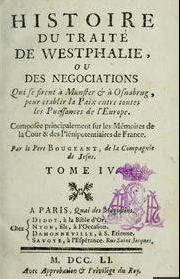 HISTOIRE
DU TRAITÉ
DE WESTPHALIE,
OU
DES NEGOCIATIONS
Qui se firent à Munster & à Osnabrug,
pour établir la Paix entre toutes
les Puissances de l'Europe.
Composée principalement sur les Mémoires de
la Cour & des Plénipotentiaires de France.
Par le Pere BOUGEANT, de la Compagnie
de Jesus.
TOME IV.
A PARIS, Quai des Augustins,
Chez
DIDOT, à la Bible d'Or.
NYON, Fils, à l'Occasion.
DAMONNEVILLE, à S. Etienne.
SAVOYE, à l'Espérance. Rue Saint Jacques,
M. DCC. LI.
Avec Approbation & Privilége du Roy.